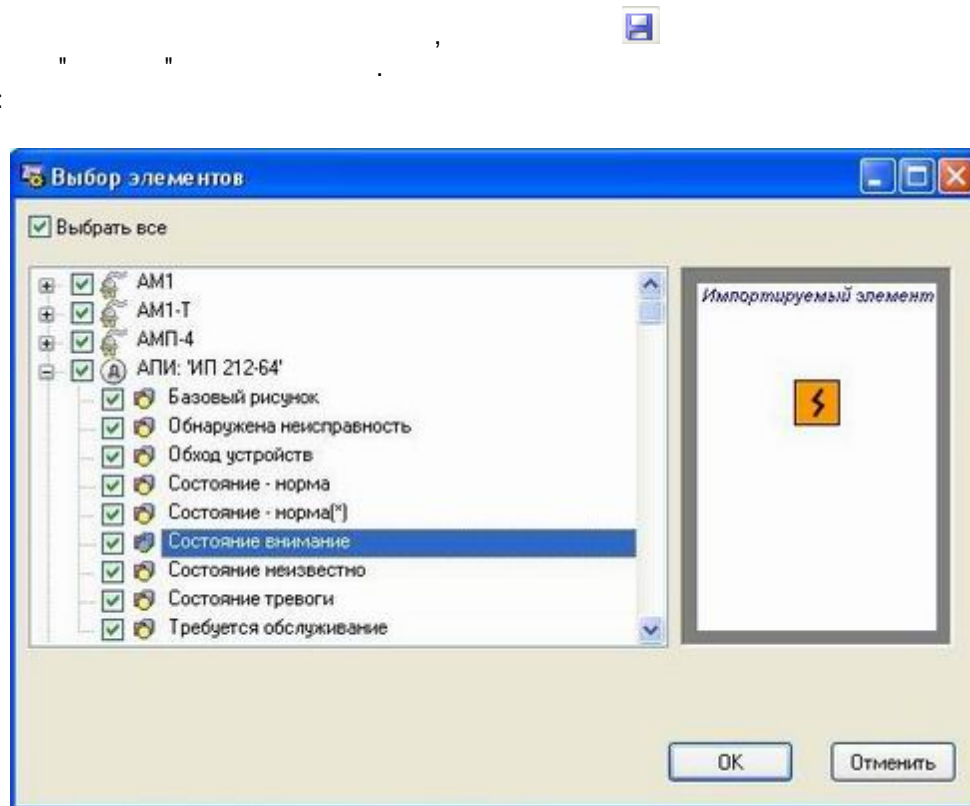 ,
" " .
:
Выбор элементов
Выбрать все
АМ1
АМ1-Т
АМП-4
АПИ: 'ИП 212-64'
Базовый рисунок
Обнаружена неисправность
Обход устройств
Состояние - норма
Состояние - норма(*)
Состояние внимание
Состояние неизвестно
Состояние тревоги
Требуется обслуживание
Импортируемый элемент
ОК
Отменить